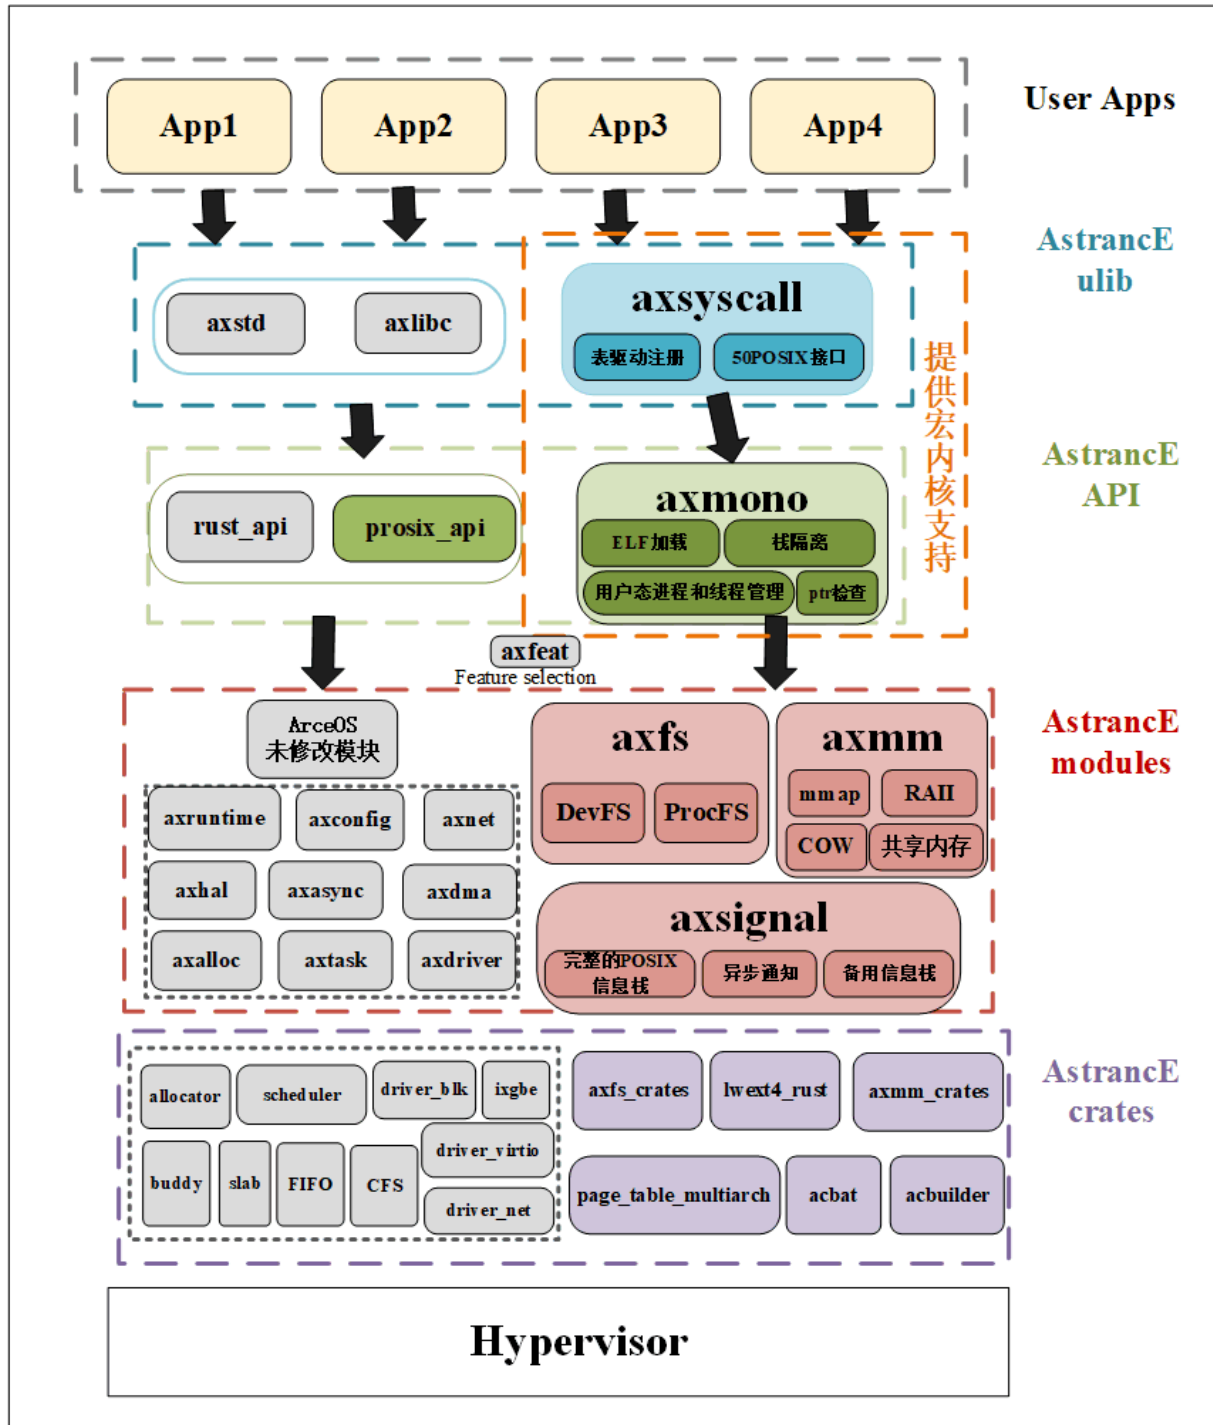 App1
App2
App3
App4
User Apps
AstrancE
ulib
axstd
axlibc
axsyscall
表驱动注册
50POSIX接口
提供宏内核支持
AstrancE
API
rust_api
prosix_api
axmono
ELF加载
栈隔离
用户态进程和线程管理
ptr检查
axfeat
Feature selection
AstrancE
modules
ArceOS
未修改模块
axruntime
axconfig
axnet
axhal
axasync
axdma
axalloc
axtask
axdriver
axfs
DevFS
ProcFS
axmm
mmap
RAII
COW
共享内存
axsignal
完整的POSIX
信息栈
异步通知
备用信息栈
AstrancE
crates
allocator
scheduler
driver_blk
ixgbe
buddy
slab
FIFO
CFS
driver_virtio
driver_net
axfs_crates
lwext4_rust
axmm_crates
page_table_multiarch
acbat
acbuilder
Hypervisor